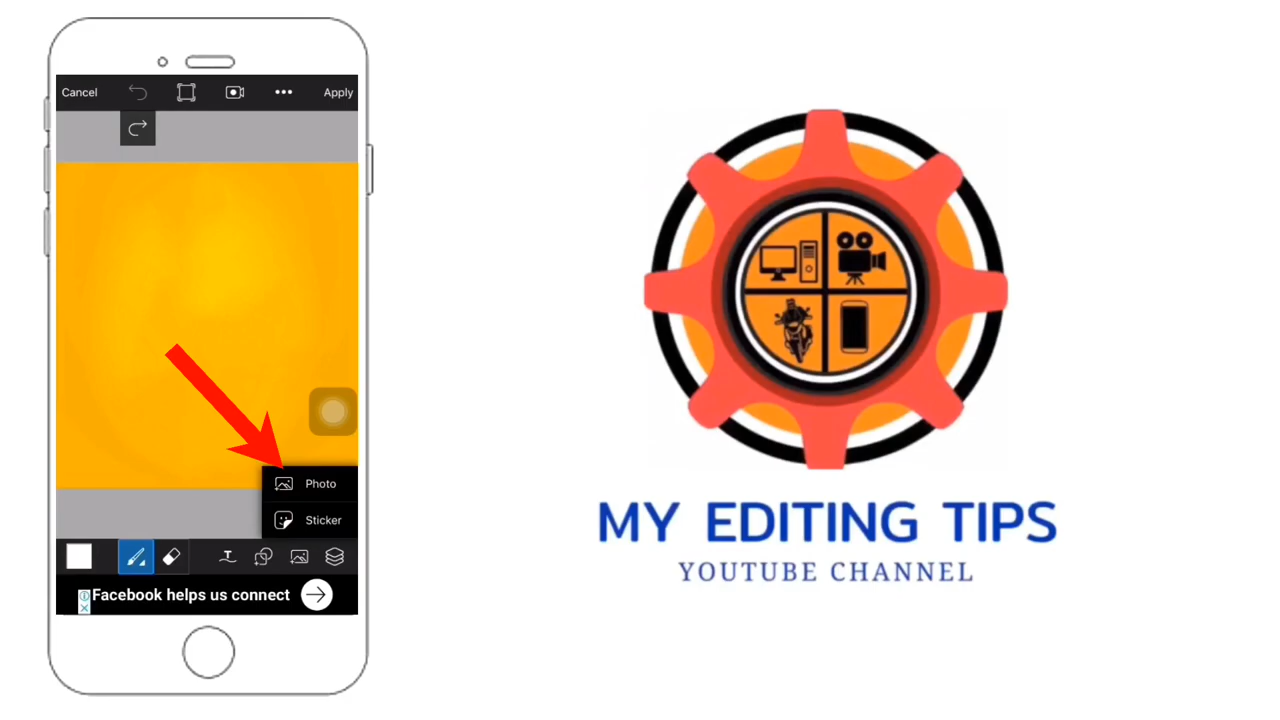 Cancel
Apply
Photo
Sticker
Facebook helps us connect
MY EDITING TIPS
YOUTUBE CHANNEL